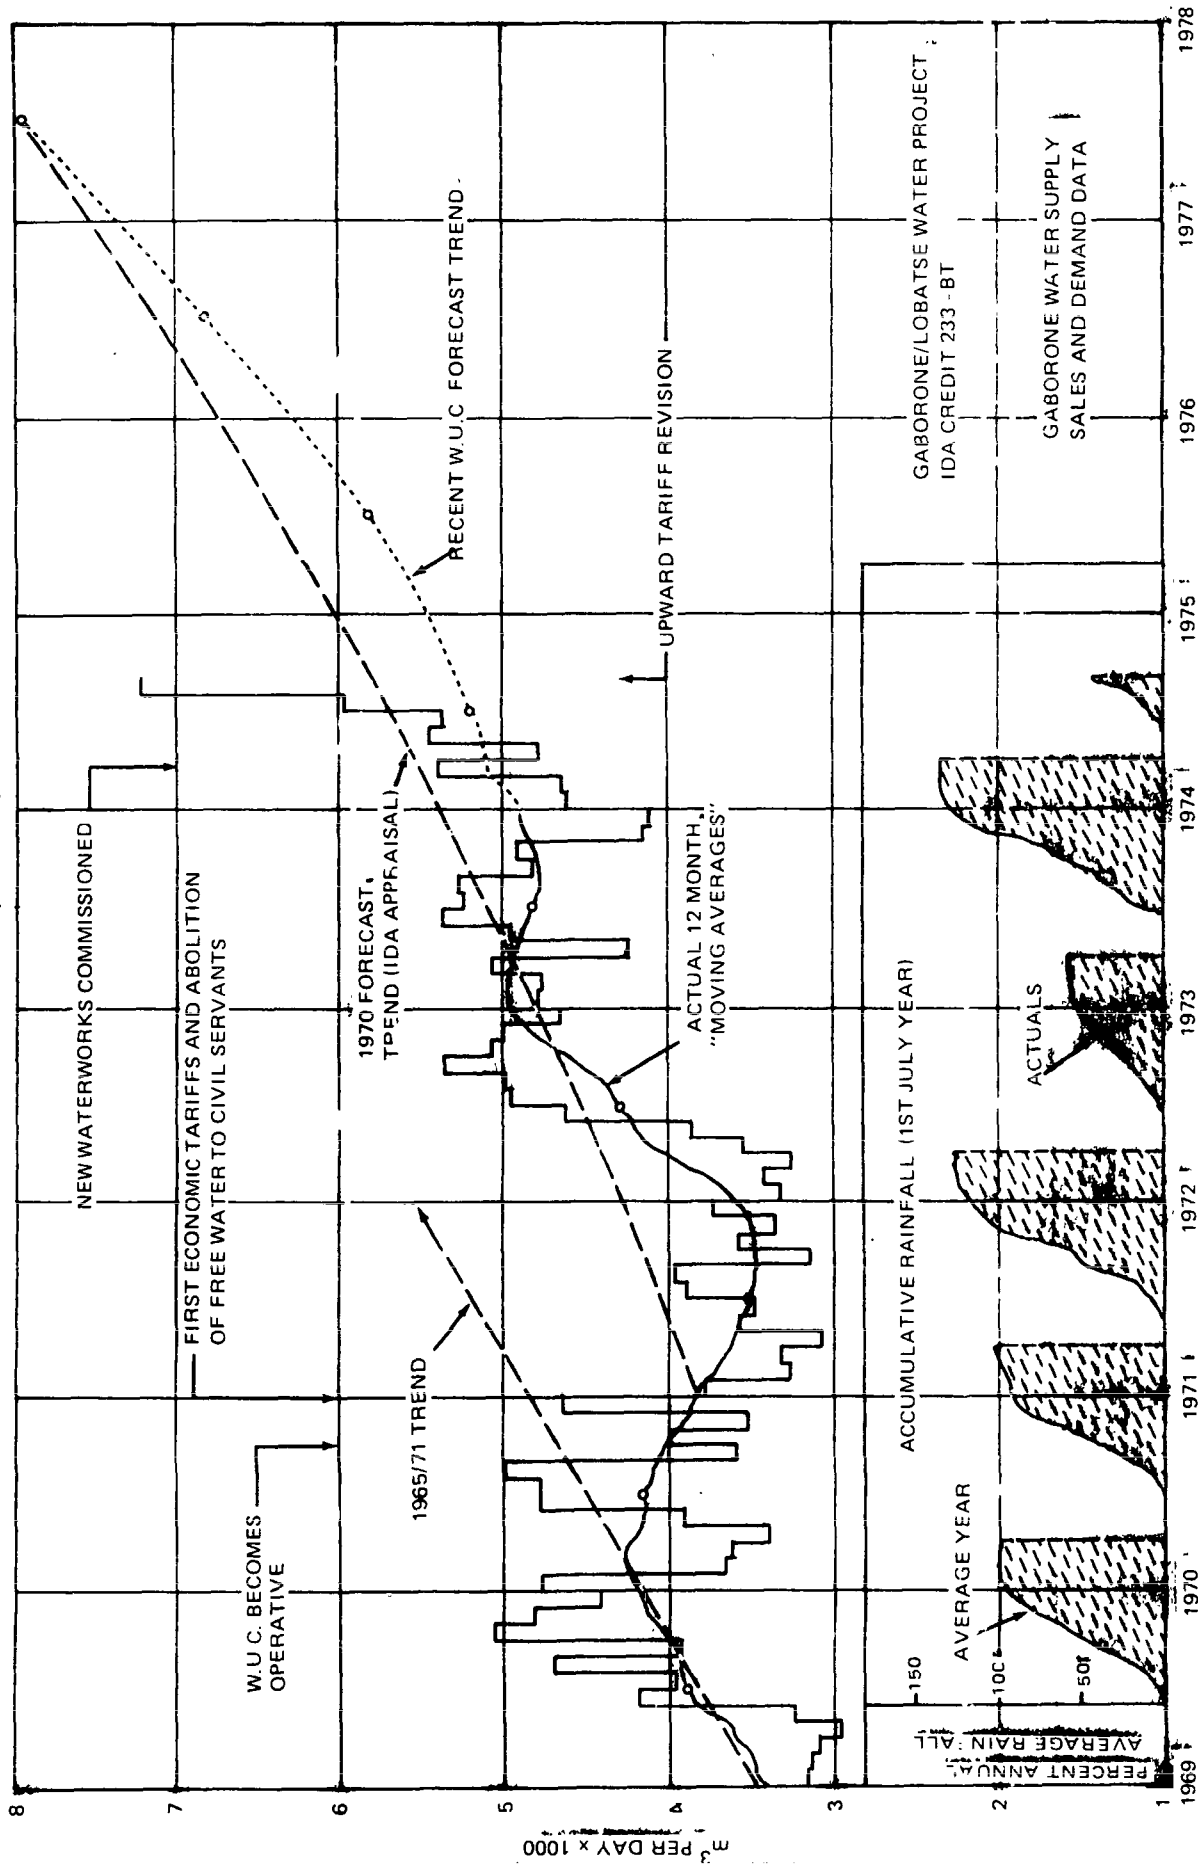 NEW WATERWORKS COMMISSIONED
FIRST ECONOMIC TARIFFS AND ABOLITION
OF FREE WATER TO CIVIL SERVANTS
W.U.C. BECOMES
OPERATIVE
1965/71 TREND
1970 FORECAST,
TREND (IDA APPRAISAL)
RECENT W.U.C FORECAST TREND
UPWARD TARIFF REVISION
ACTUAL 12 MONTH,
"MOVING AVERAGES"
GABORONE/LOBATSE WATER PROJECT,
IDA CREDIT 233 - BT
GABORONE WATER SUPPLY
SALES AND DEMAND DATA
ACCUMULATIVE RAINFALL (1ST JULY YEAR)
AVERAGE YEAR
ACTUALS
m³ PER DAY x 1000
8
7
6
5
4
3
2
1
PERCENT ANNUAL
AVERAGE RAINFALL
150
100
50
1969
1970
1971
1972
1973
1974
1975
1976
1977
1978